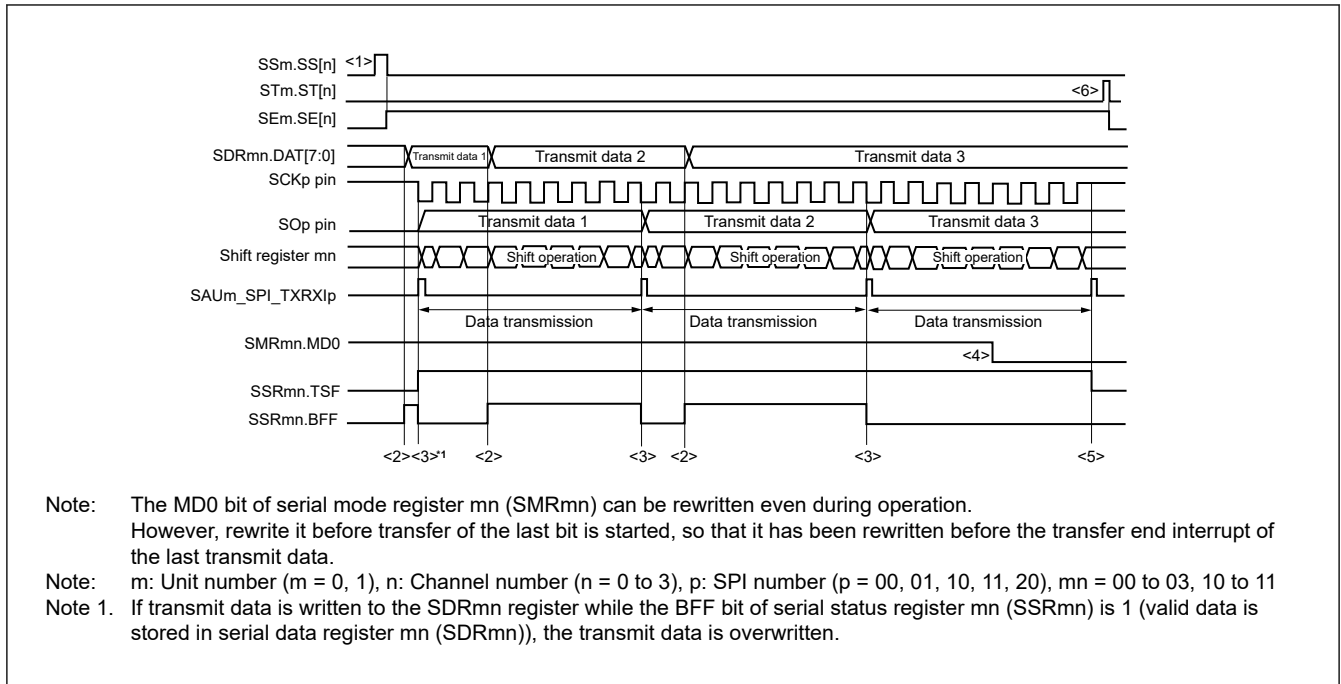 SSm.SS[n] <1>
STm.ST[n] <6>
SEm.SE[n]
SDRmn.DAT[7:0] Transmit data 1 Transmit data 2 Transmit data 3
SCKp pin
SOp pin Transmit data 1 Transmit data 2 Transmit data 3
Shift register mn Shift operation Shift operation Shift operation
SAUm_SPI_TXRXIp
Data transmission Data transmission Data transmission
SMRmn.MD0 <4>
SSRmn.TSF
SSRmn.BFF
<2><3>*1 <2> <3> <2> <3> <5>
Note: The MD0 bit of serial mode register mn (SMRmn) can be rewritten even during operation.
However, rewrite it before transfer of the last bit is started, so that it has been rewritten before the transfer end interrupt of
the last transmit data.
Note: m: Unit number (m = 0, 1), n: Channel number (n = 0 to 3), p: SPI number (p = 00, 01, 10, 11, 20), mn = 00 to 03, 10 to 11
Note 1. If transmit data is written to the SDRmn register while the BFF bit of serial status register mn (SSRmn) is 1 (valid data is
stored in serial data register mn (SDRmn)), the transmit data is overwritten.